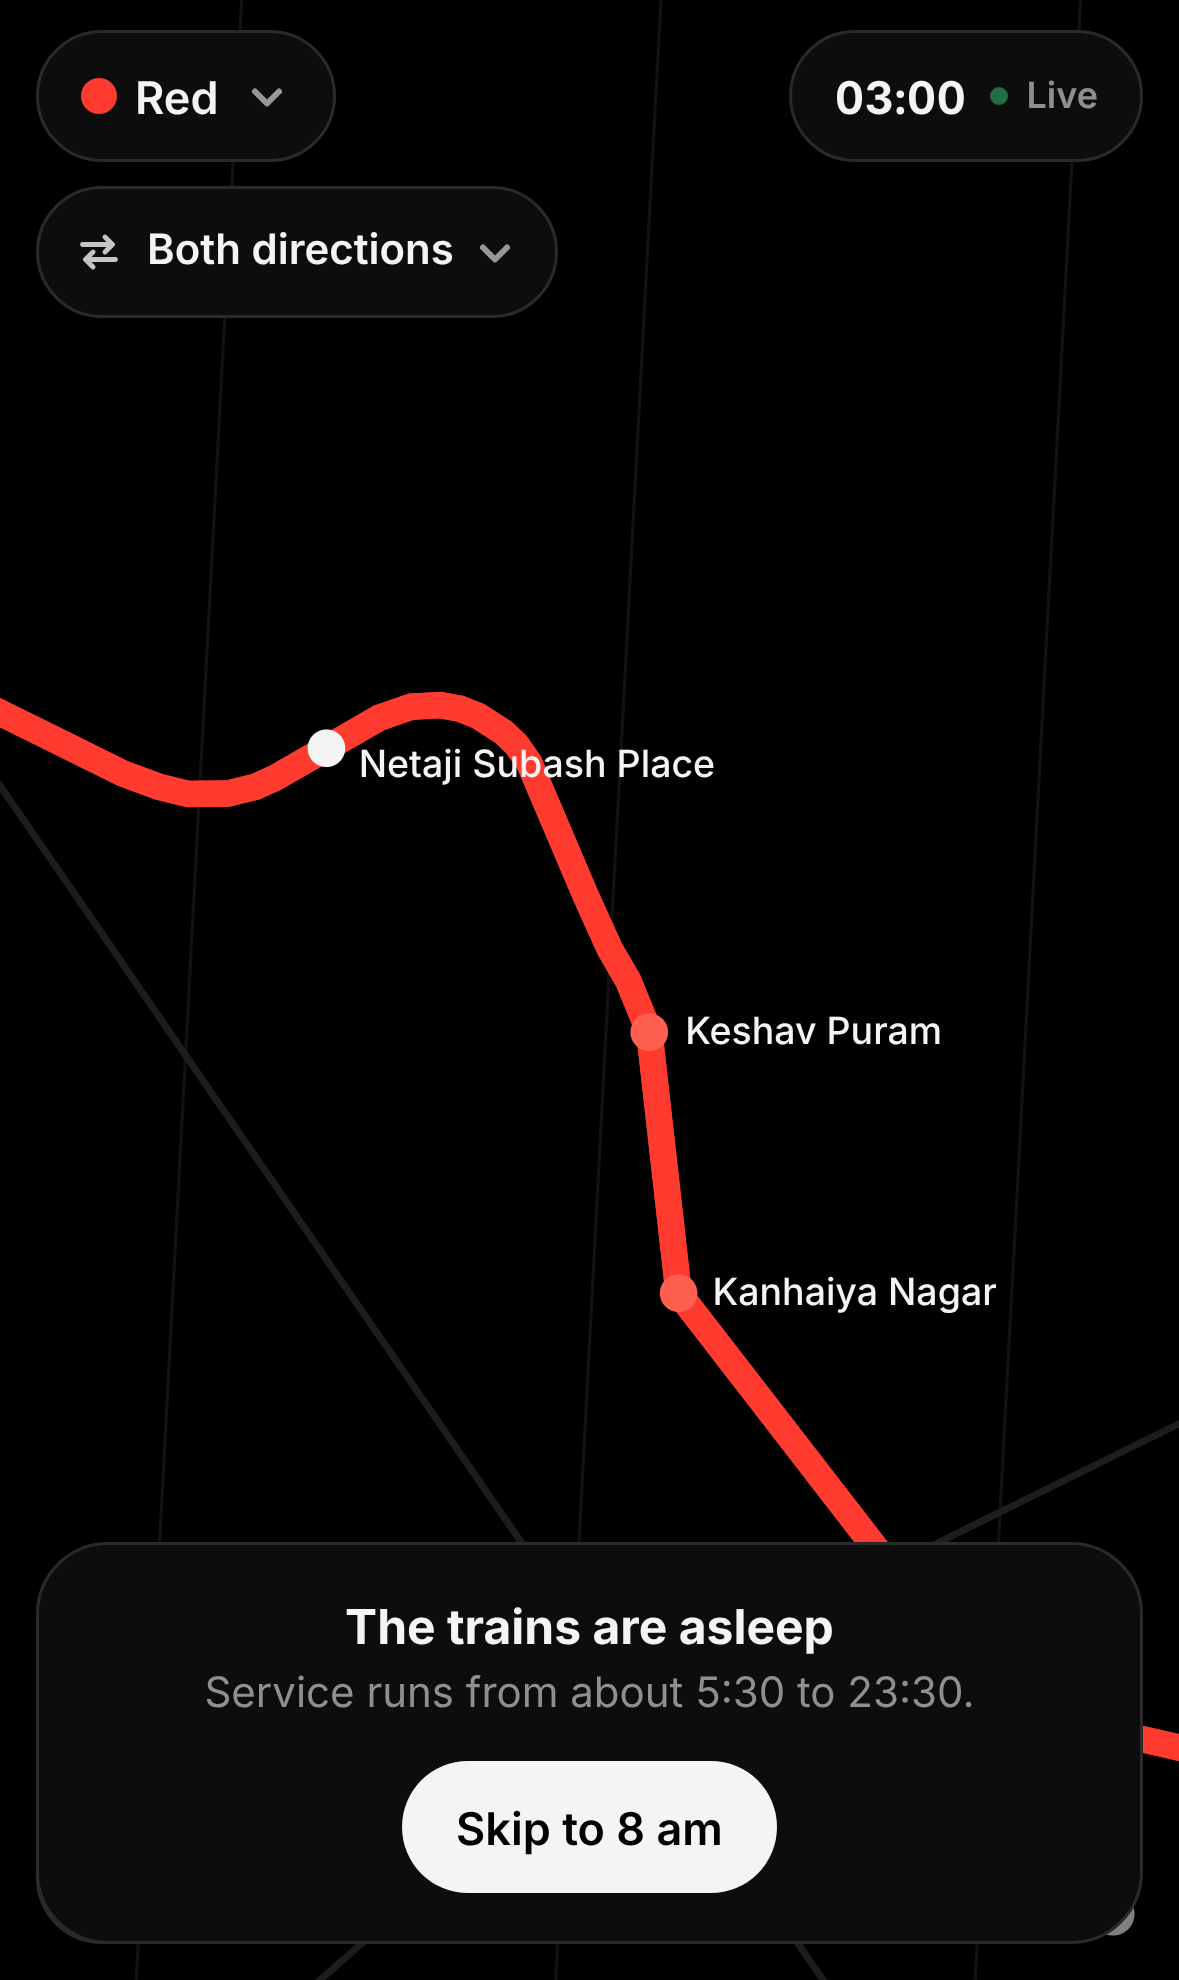 Red
03:00 Live
Both directions
Netaji Subash Place
Keshav Puram
Kanhaiya Nagar
The trains are asleep
Service runs from about 5:30 to 23:30.
Skip to 8 am